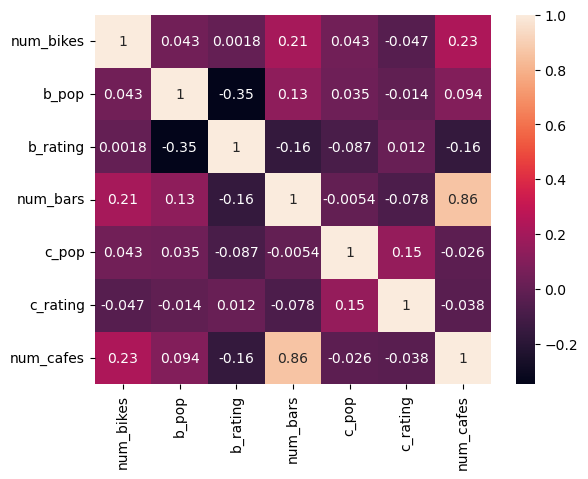 num_bikes 1 0.043 0.0018 0.21 0.043 -0.047 0.23
b_pop 0.043 1 -0.35 0.13 0.035 -0.014 0.094
b_rating 0.0018 -0.35 1 -0.16 -0.087 0.012 -0.16
num_bars 0.21 0.13 -0.16 1 -0.0054 -0.078 0.86
c_pop 0.043 0.035 -0.087 -0.0054 1 0.15 -0.026
c_rating -0.047 -0.014 0.012 -0.078 0.15 1 -0.038
num_cafes 0.23 0.094 -0.16 0.86 -0.026 -0.038 1
num_bikes
b_pop
b_rating
num_bars
c_pop
c_rating
num_cafes
1.0
0.8
0.6
0.4
0.2
0.0
−0.2